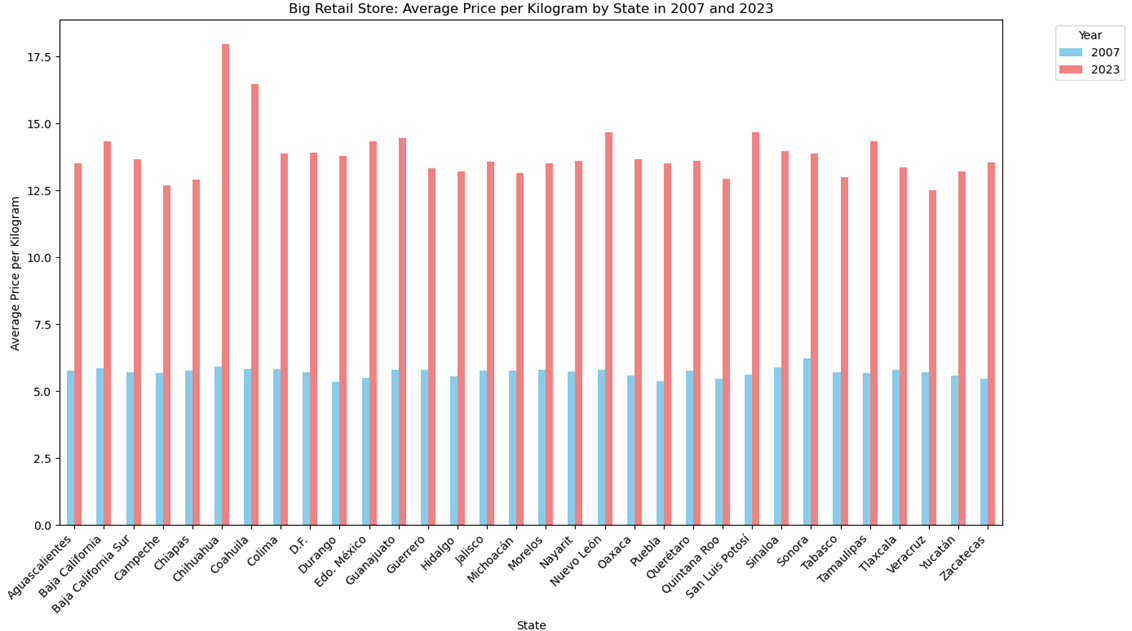 Big Retail Store: Average Price per Kilogram by State in 2007 and 2023
Year
2007
2023
Average Price per Kilogram
17.5
15.0
12.5
10.0
7.5
5.0
2.5
0.0
Aguascalientes
Baja California
Baja California Sur
Campeche
Chiapas
Chihuahua
Coahuila
Colima
D.F.
Durango
Edo. México
Guanajuato
Guerrero
Hidalgo
Jalisco
Michoacán
Morelos
Nayarit
Nuevo León
Oaxaca
Puebla
Querétaro
Quintana Roo
San Luis Potosí
Sinaloa
Sonora
Tabasco
Tamaulipas
Tlaxcala
Veracruz
Yucatán
Zacatecas
State